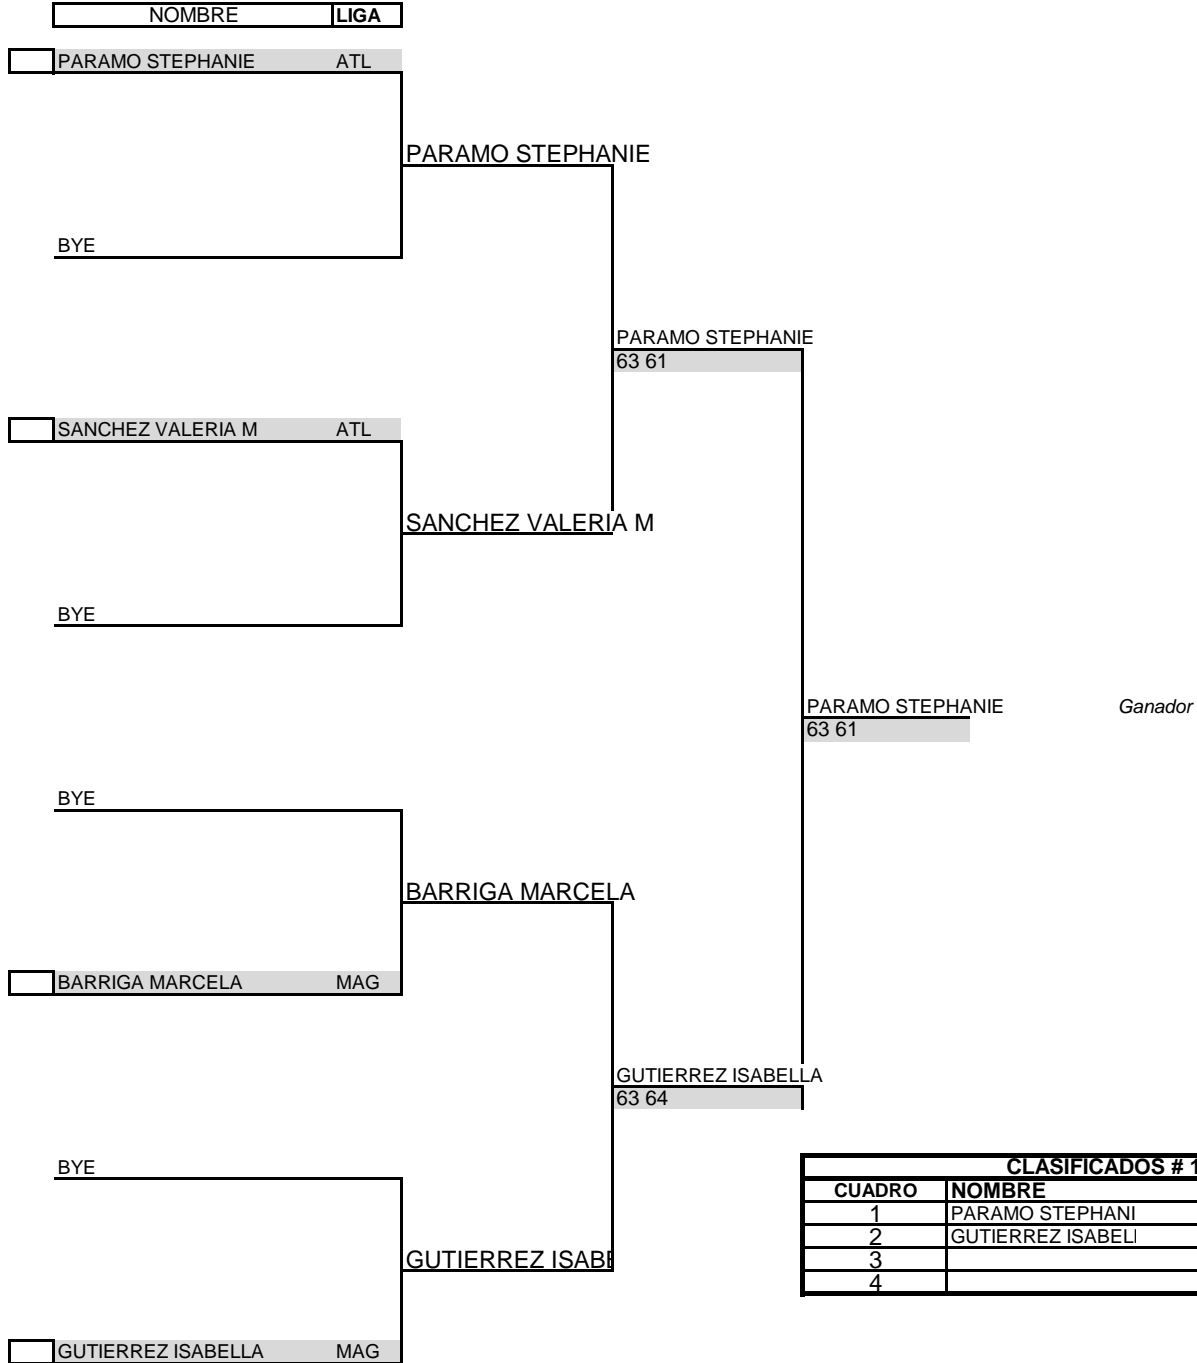 NOMBRE LIGA
PARAMO STEPHANIE ATL
PARAMO STEPHANIE
BYE
PARAMO STEPHANIE
63 61
SANCHEZ VALERIA M ATL
SANCHEZ VALERIA M
BYE
PARAMO STEPHANIE Ganador
63 61
BYE
BARRIGA MARCELA
BARRIGA MARCELA MAG
GUTIERREZ ISABELLA
63 64
BYE
CLASIFICADOS # 1
CUADRO NOMBRE
1 PARAMO STEPHANI
2 GUTIERREZ ISABEL
3
4
GUTIERREZ ISABE
GUTIERREZ ISABELLA MAG